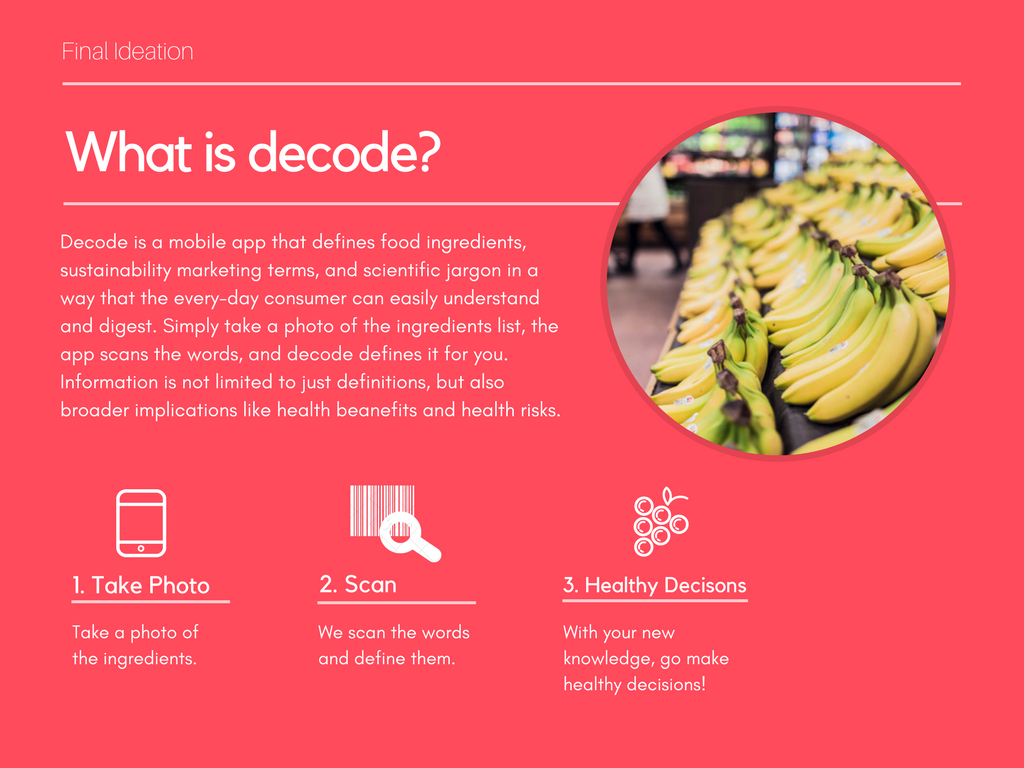 Final Ideation
What is decode?
Decode is a mobile app that defines food ingredients,
sustainability marketing terms, and scientific jargon in a
way that the every-day consumer can easily understand
and digest. Simply take a photo of the ingredients list, the
app scans the words, and decode defines it for you.
Information is not limited to just definitions, but also
broader implications like health beanefits and health risks.
1. Take Photo
Take a photo of
the ingredients.
2. Scan
We scan the words
and define them.
3. Healthy Decisons
With your new
knowledge, go make
healthy decisions!